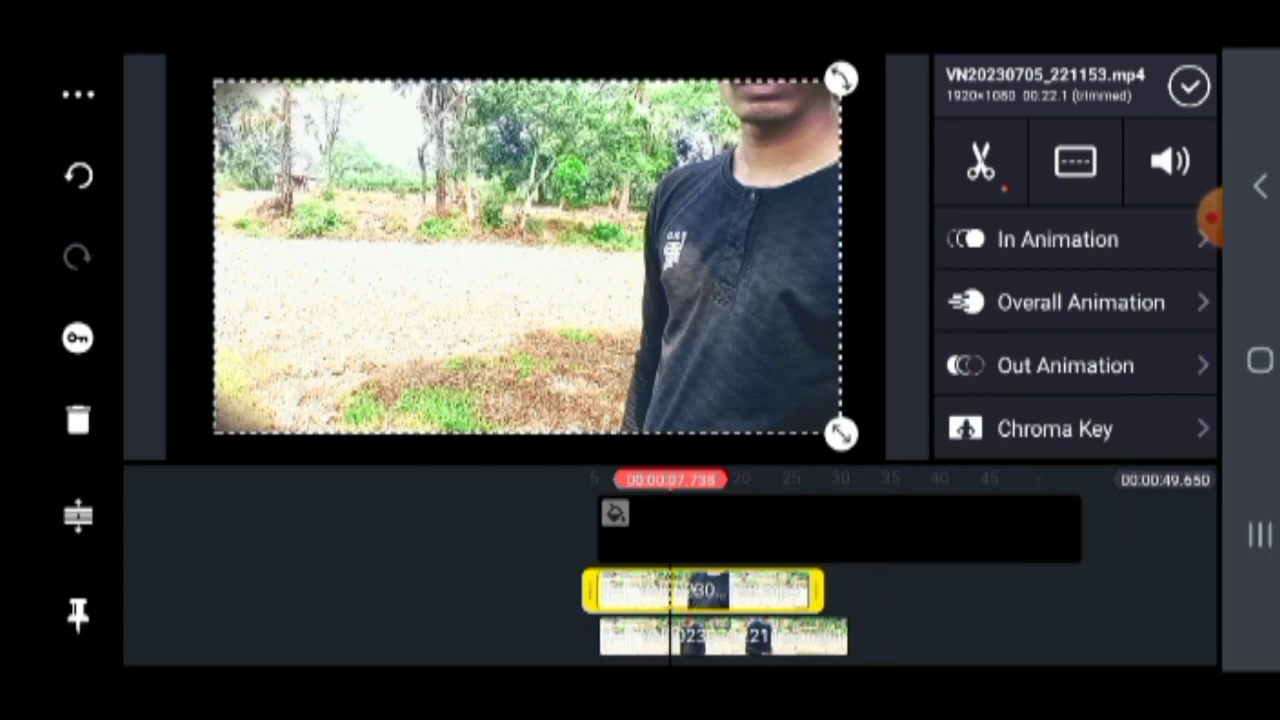 VN20230705_221153.mp4
1920×1080 00:22.1 (trimmed)
In Animation
Overall Animation
Out Animation
Chroma Key
5 00:00:07.738 20 25 30 35 40 45 00:00:49.650